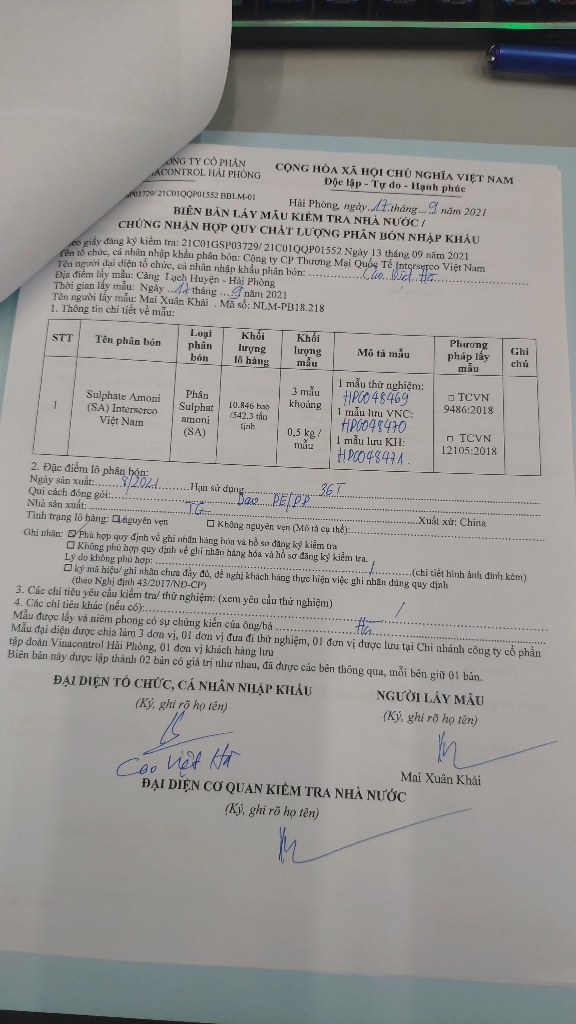 CÔNG TY CỔ PHẦN
VINACONTROL HẢI PHÒNG
CỘNG HÒA XÃ HỘI CHỦ NGHĨA VIỆT NAM
Độc lập - Tự do - Hạnh phúc
GSP03729/ 21C01QQP01552 BBLM-01
Hải Phòng, ngày 17 tháng 9 năm 2021
BIÊN BẢN LẤY MẪU KIỂM TRA NHÀ NƯỚC /
CHỨNG NHẬN HỢP QUY CHẤT LƯỢNG PHÂN BÓN NHẬP KHẨU
Theo giấy đăng ký kiểm tra: 21C01GSP03729/ 21C01QQP01552 Ngày 13 tháng 09 năm 2021
Tên tổ chức, cá nhân nhập khẩu phân bón: Công ty CP Thương Mại Quốc Tế Interserco Việt Nam
Tên người đại diện tổ chức, cá nhân nhập khẩu phân bón: Cao Việt Hà
Địa điểm lấy mẫu: Cảng Lạch Huyện - Hải Phòng
Thời gian lấy mẫu: Ngày 17 tháng 9 năm 2021
Tên người lấy mẫu: Mai Xuân Khải . Mã số: NLM-PB18.218
1. Thông tin chi tiết về mẫu:
STT
Tên phân bón
Loại phân bón
Khối lượng lô hàng
Khối lượng mẫu
Mô tả mẫu
Phương pháp lấy mẫu
Ghi chú
1
Sulphate Amoni (SA) Interserco Việt Nam
Phân Sulphat amoni (SA)
10.846 bao /542,3 tấn tịnh
3 mẫu khoảng 0,5 kg / mẫu
1 mẫu thử nghiệm: HPG048469
1 mẫu lưu VNC: HPG048470
1 mẫu lưu KH: HPG048471
□ TCVN 9486:2018
□ TCVN 12105:2018
2. Đặc điểm lô phân bón:
Ngày sản xuất: 8/2021 Hạn sử dụng 36T
Qui cách đóng gói: Bao PE/PP
Nhà sản xuất: TG Xuất xứ: China
Tình trạng lô hàng: ☑ Nguyên vẹn □ Không nguyên vẹn (Mô tả cụ thể):
Ghi nhãn: ☑ Phù hợp quy định về ghi nhãn hàng hóa và hồ sơ đăng ký kiểm tra
□ Không phù hợp quy định về ghi nhãn hàng hóa và hồ sơ đăng ký kiểm tra.
Lý do không phù hợp: / (chi tiết hình ảnh đính kèm)
□ ký mã hiệu/ ghi nhãn chưa đầy đủ, đề nghị khách hàng thực hiện việc ghi nhãn đúng quy định
(theo Nghị định 43/2017/NĐ-CP)
3. Các chỉ tiêu yêu cầu kiểm tra/ thử nghiệm: (xem yêu cầu thử nghiệm)
4. Các chỉ tiêu khác (nếu có): /
Mẫu được lấy và niêm phong có sự chứng kiến của ông/bà Hà
Mẫu đại diện được chia làm 3 đơn vị, 01 đơn vị đưa đi thử nghiệm, 01 đơn vị được lưu tại Chi nhánh công ty cổ phần
tập đoàn Vinacontrol Hải Phòng, 01 đơn vị khách hàng lưu
Biên bản này được lập thành 02 bản có giá trị như nhau, đã được các bên thông qua, mỗi bên giữ 01 bản.
ĐẠI DIỆN TỔ CHỨC, CÁ NHÂN NHẬP KHẨU
(Ký, ghi rõ họ tên)
Cao Việt Hà
NGƯỜI LẤY MẪU
(Ký, ghi rõ họ tên)
Mai Xuân Khải
ĐẠI DIỆN CƠ QUAN KIỂM TRA NHÀ NƯỚC
(Ký, ghi rõ họ tên)